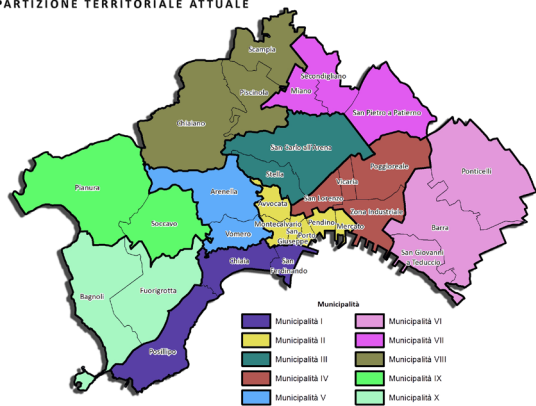 PARTIZIONE TERRITORIALE ATTUALE
Scampia
Secondigliano
Piscinola
Miano
San Pietro a Patierno
Chiaiano
San Carlo all'Arena
Poggioreale
Ponticelli
Stella
Vicaria
Pianura
Arenella
San Lorenzo
Avvocata
Zona Industriale
Soccavo
Montecalvario
Pendino
Mercato
Barra
Vomero
San
Giuseppe
Porto
San Giovanni
a Teduccio
Chiaia
San
Ferdinando
Bagnoli
Fuorigrotta
Posillipo
Municipalità
Municipalità I
Municipalità II
Municipalità III
Municipalità IV
Municipalità V
Municipalità VI
Municipalità VII
Municipalità VIII
Municipalità IX
Municipalità X